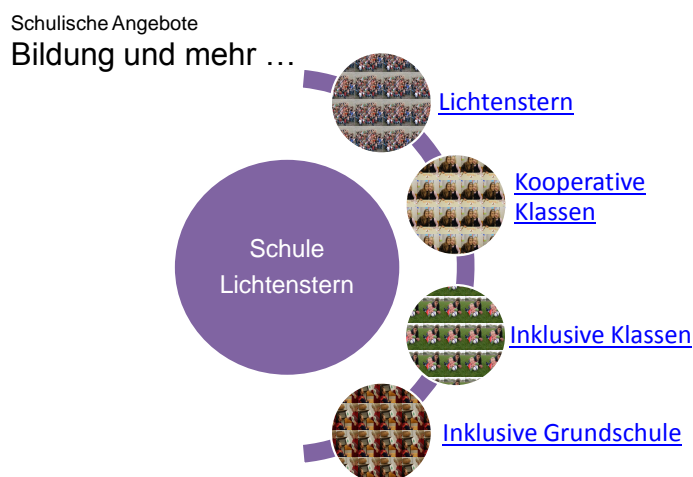 Schulische Angebote
Bildung und mehr …
Lichtenstern
Kooperative
Klassen
Schule
Lichtenstern
Inklusive Klassen
Inklusive Grundschule